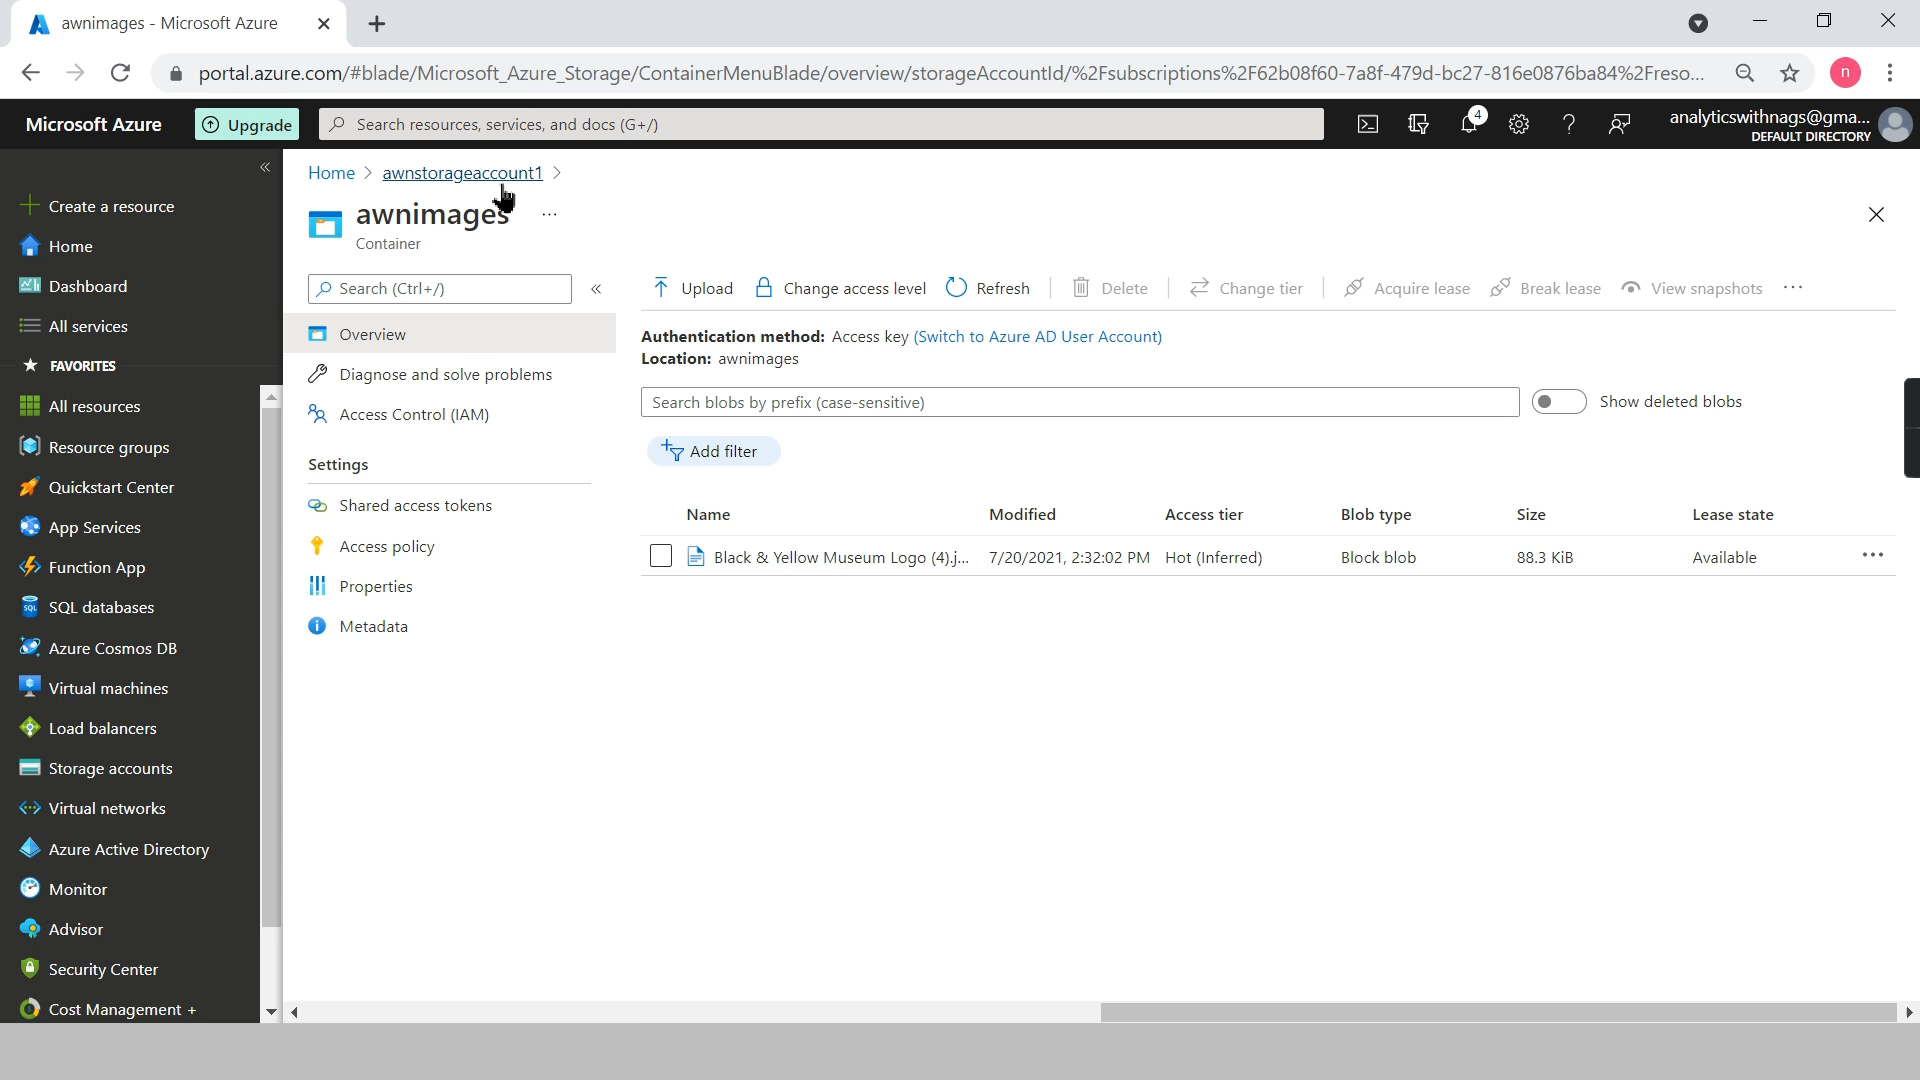 awnimages - Microsoft Azure
portal.azure.com/#blade/Microsoft_Azure_Storage/ContainerMenuBlade/overview/storageAccountId/%2Fsubscriptions%2F62b08f60-7a8f-479d-bc27-816e0876ba84%2Freso...
n
Microsoft Azure
Upgrade
Search resources, services, and docs (G+/)
4
analyticswithnags@gma...
DEFAULT DIRECTORY
Create a resource
Home
Dashboard
All services
FAVORITES
All resources
Resource groups
Quickstart Center
App Services
Function App
SQL databases
Azure Cosmos DB
Virtual machines
Load balancers
Storage accounts
Virtual networks
Azure Active Directory
Monitor
Advisor
Security Center
Cost Management +
Home > awnstorageaccount1 >
awnimages ...
Container
Search (Ctrl+/)
Overview
Diagnose and solve problems
Access Control (IAM)
Settings
Shared access tokens
Access policy
Properties
Metadata
Upload Change access level Refresh Delete Change tier Acquire lease Break lease View snapshots ...
Authentication method: Access key (Switch to Azure AD User Account)
Location: awnimages
Search blobs by prefix (case-sensitive)
Show deleted blobs
Add filter
Name Modified Access tier Blob type Size Lease state
Black & Yellow Museum Logo (4).j... 7/20/2021, 2:32:02 PM Hot (Inferred) Block blob 88.3 KiB Available ...